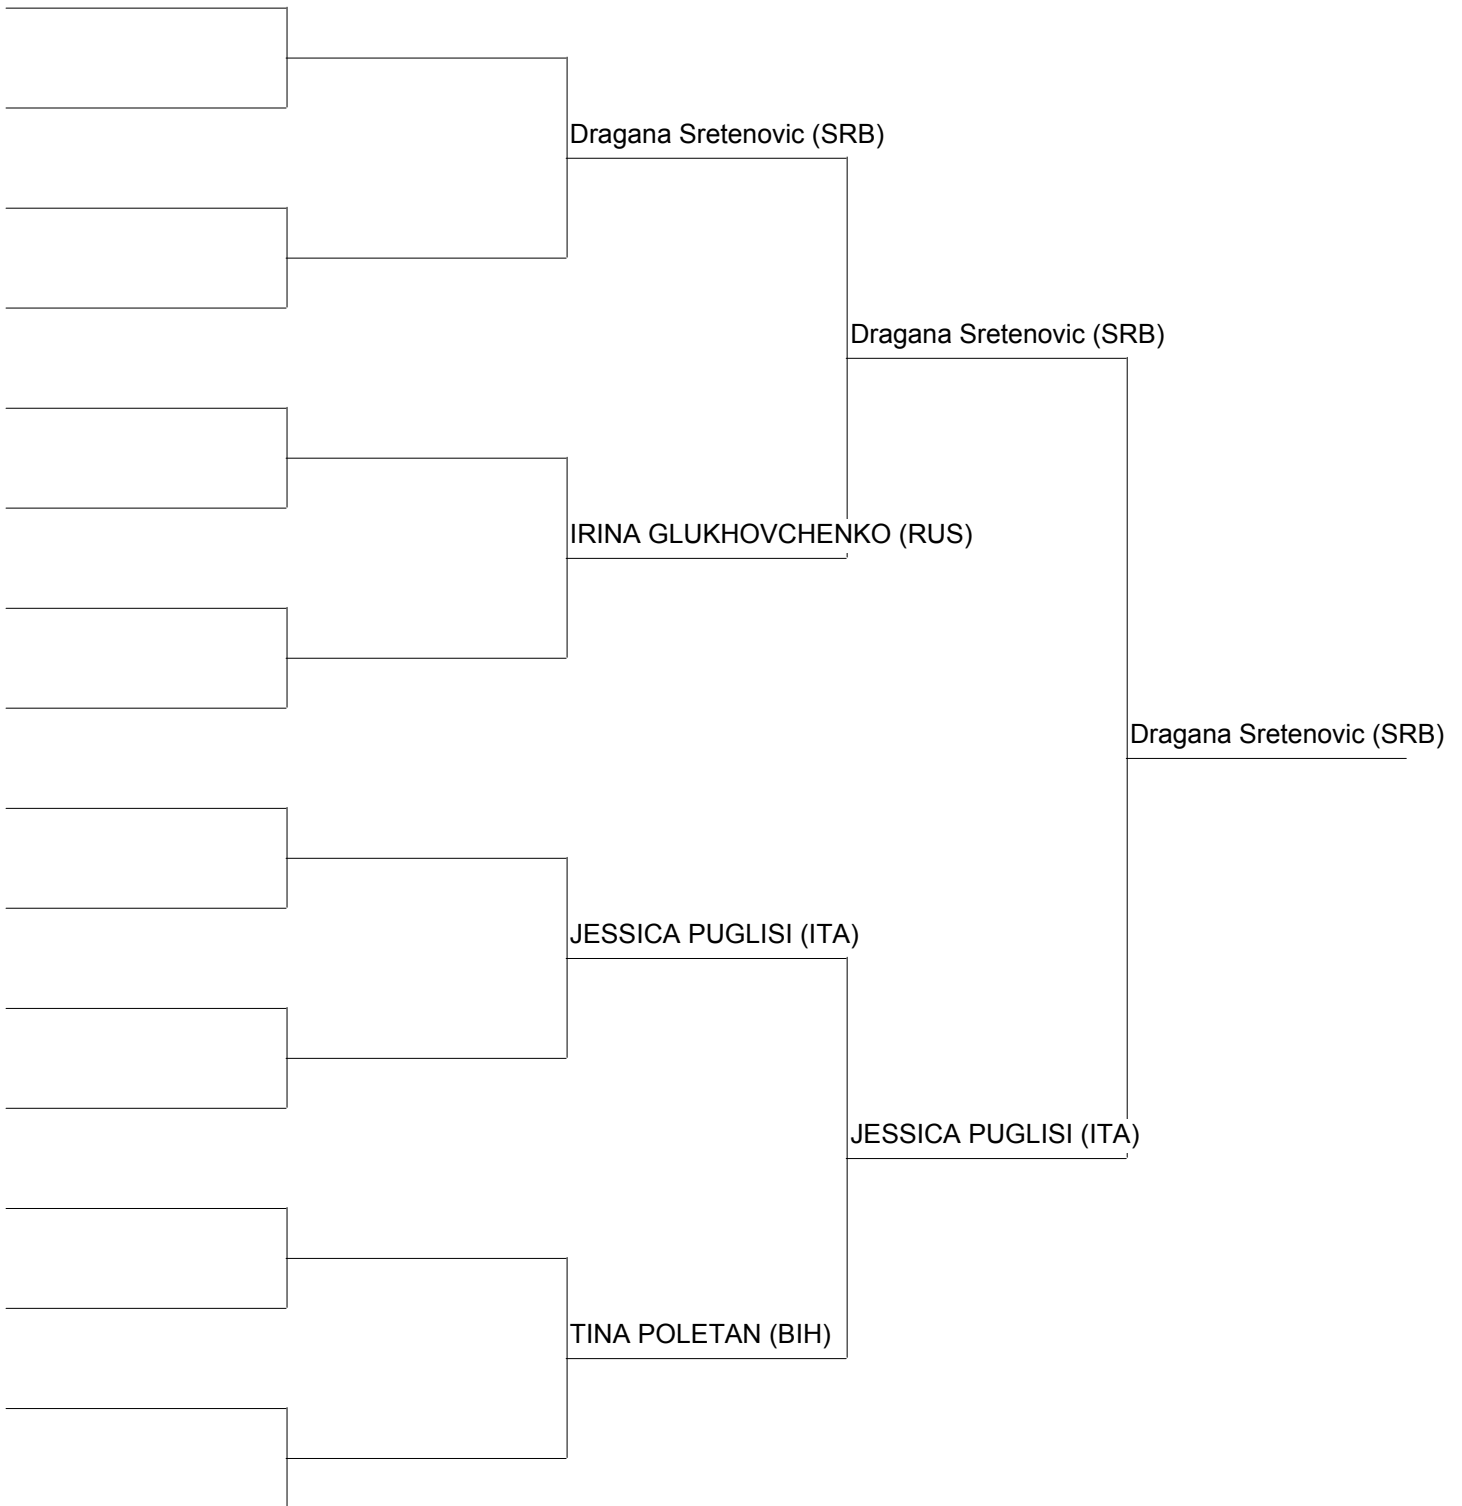 Dragana Sretenovic (SRB)
Dragana Sretenovic (SRB)
IRINA GLUKHOVCHENKO (RUS)
Dragana Sretenovic (SRB)
JESSICA PUGLISI (ITA)
JESSICA PUGLISI (ITA)
TINA POLETAN (BIH)